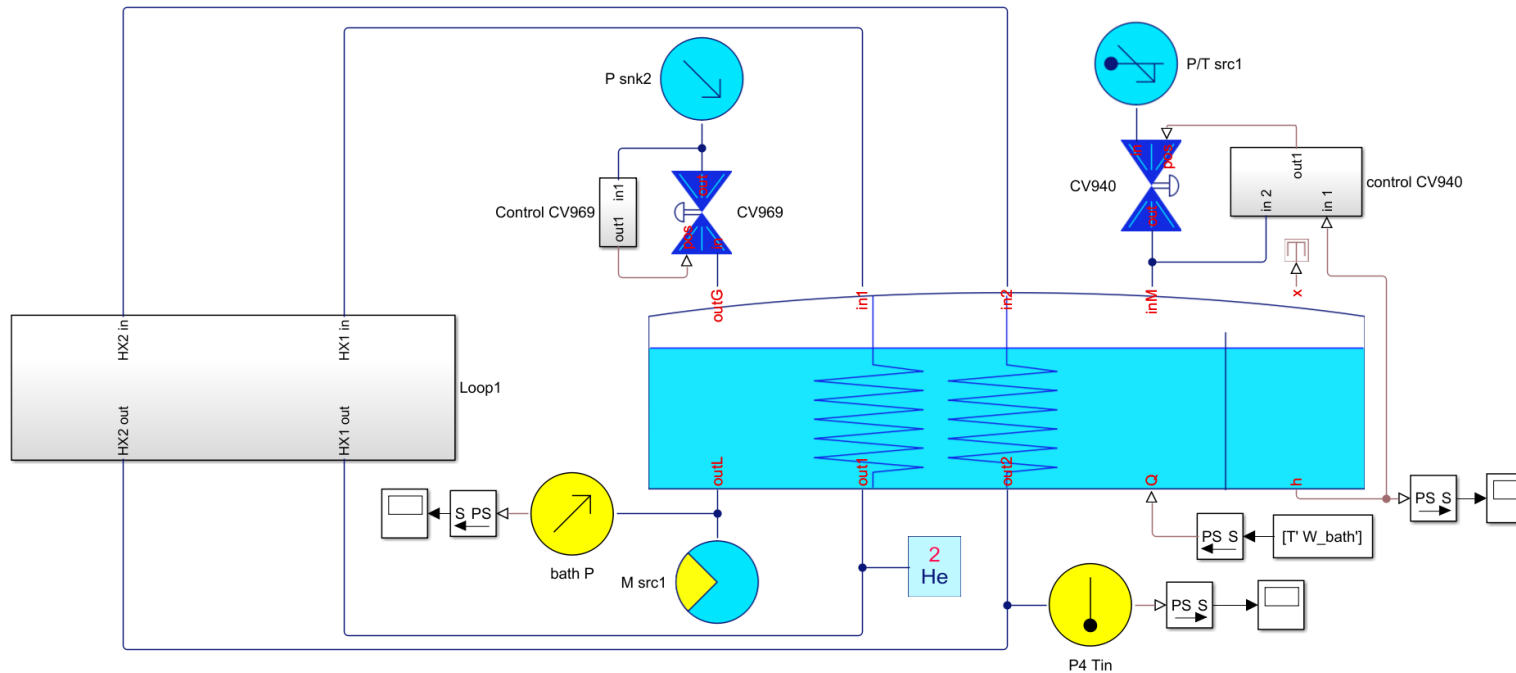 P snk2
P/T src1
in
pos
out1
in1
out
CV940
control CV940
in 2
in 1
out
Control CV969
out1
CV969
pos
in
outG
in1
in2
inM
x
HX2 in
HX1 in
Loop1
HX2 out
HX1 out
outL
out1
out2
Q
h
S PS
PS S
PS S
[T' W_bath']
2
He
bath P
M src1
PS S
P4 Tin